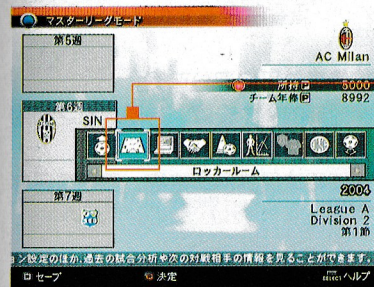 マスターリーグモード
第5週
AC Milan
所持P 5000
チーム年俸P 8992
第6週
SIN
ロッカールーム
第7週
2004
League A
Division 2
第1節
ョン設定のほか、過去の試合分析や次の対戦相手の情報を見ることができます。
セーブ
決定
SELECT ヘルプ